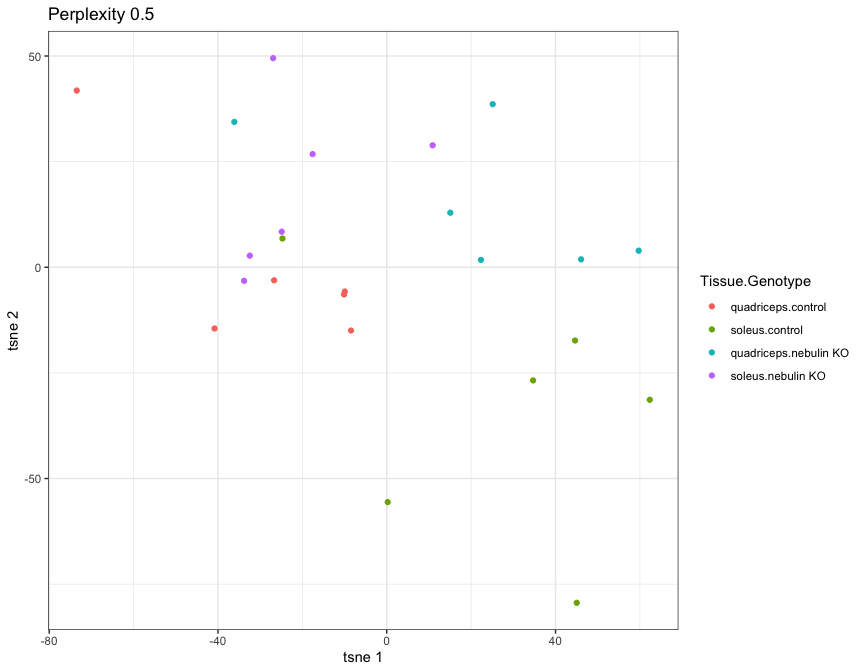 Perplexity 0.5
50
0
-50
tsne 2
-80
-40
0
40
tsne 1
Tissue.Genotype
quadriceps.control
soleus.control
quadriceps.nebulin KO
soleus.nebulin KO